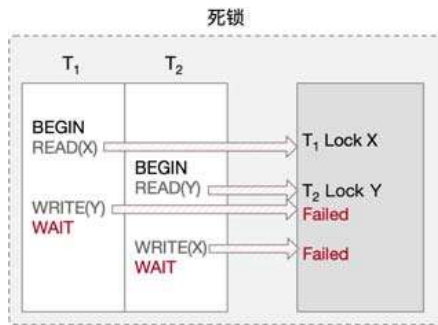 死锁
T₁ T₂
BEGIN
READ(X)
T₁ Lock X
BEGIN
READ(Y)
T₂ Lock Y
WRITE(Y)
Failed
WAIT
WRITE(X)
Failed
WAIT